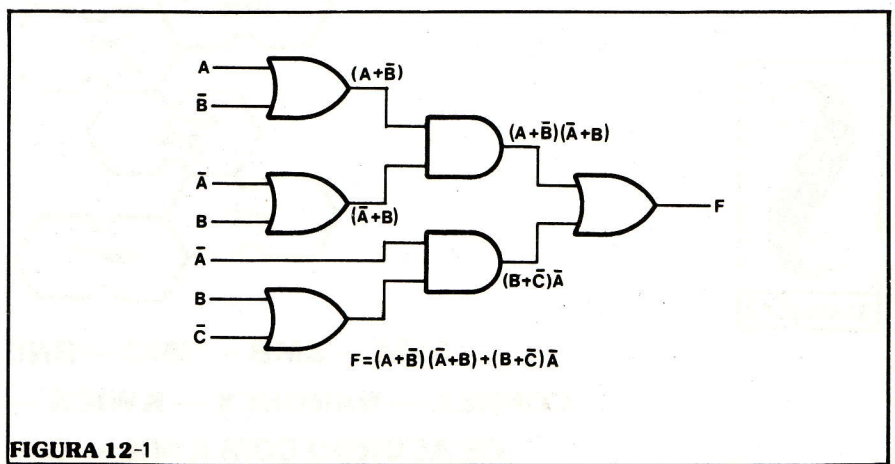 A
B̄
(A+B̄)
(A+B̄)(Ā+B)
Ā
B
(Ā+B)
F
Ā
B
C̄
(B+C̄)Ā
F=(A+B̄)(Ā+B)+(B+C̄)Ā
FIGURA 12-1